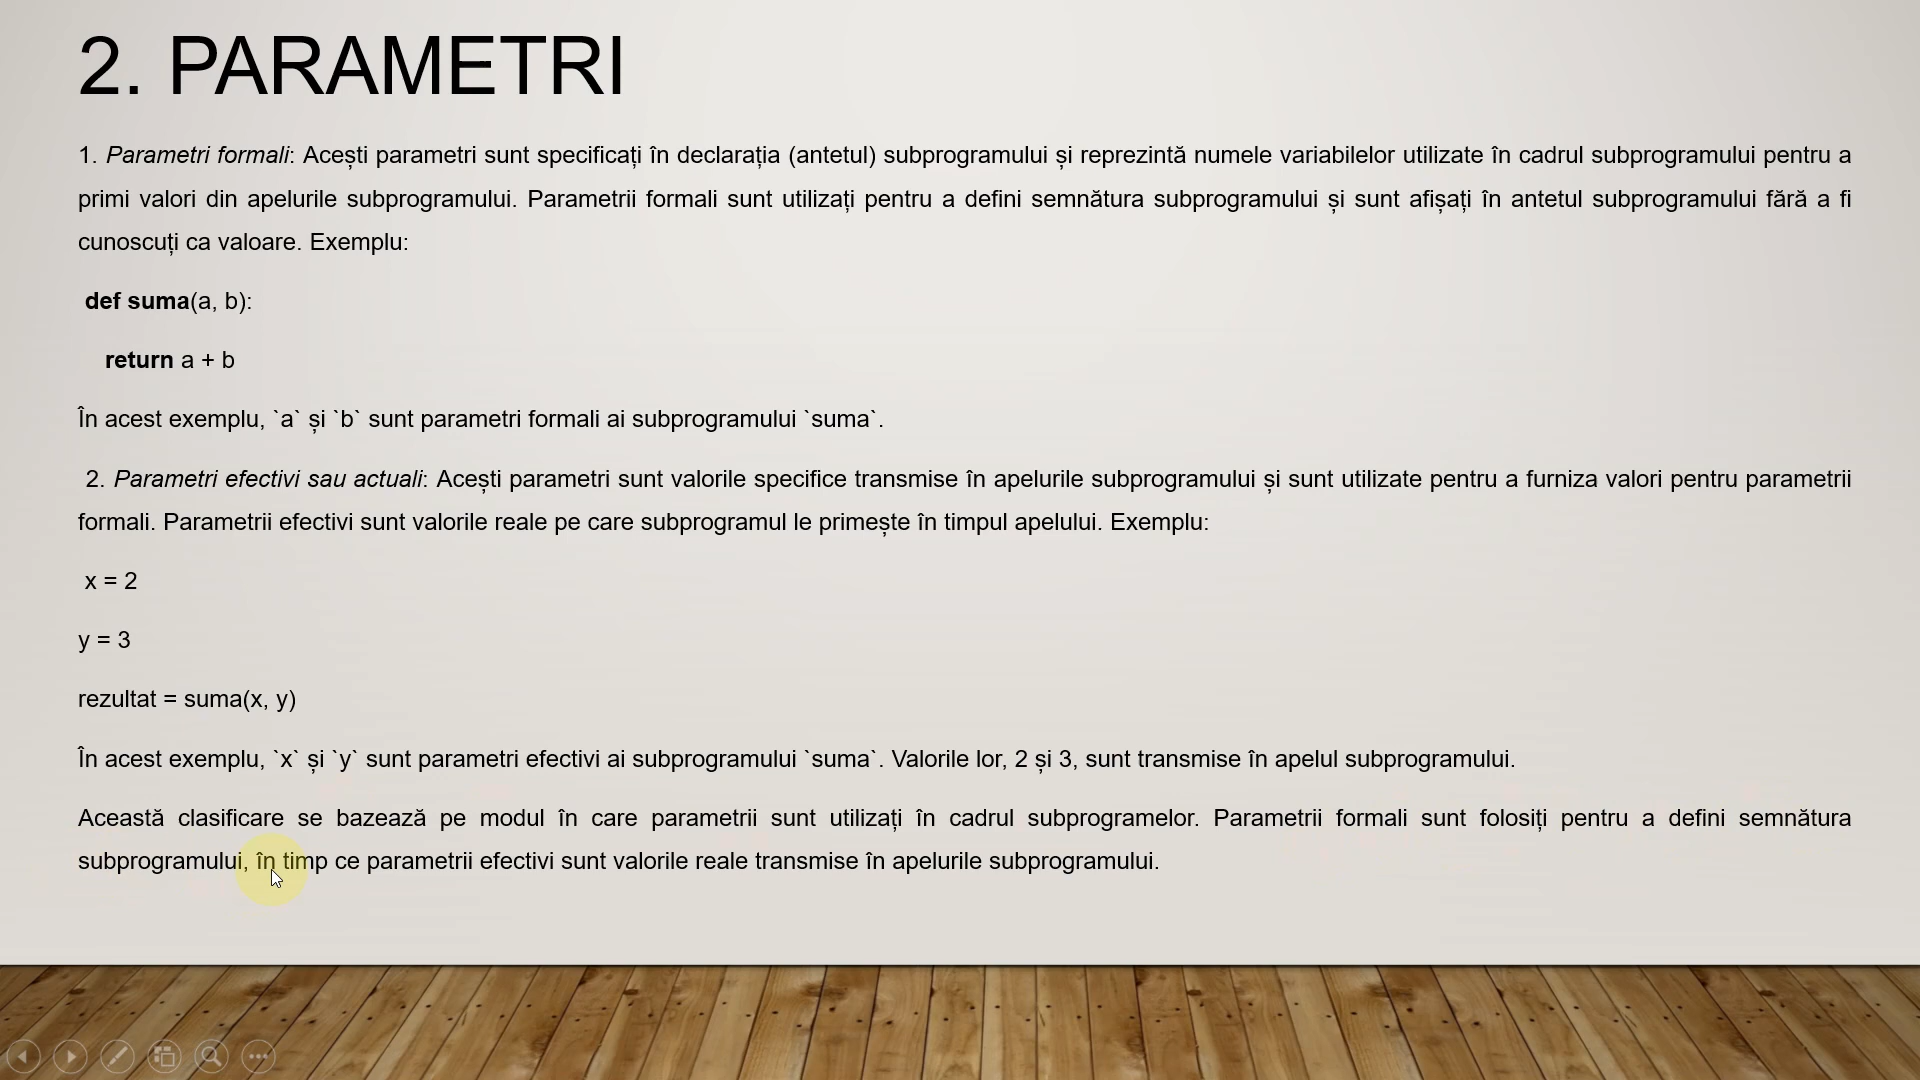 2. PARAMETRI
1. Parametri formali: Acești parametri sunt specificați în declarația (antetul) subprogramului și reprezintă numele variabilelor utilizate în cadrul subprogramului pentru a
primi valori din apelurile subprogramului. Parametrii formali sunt utilizați pentru a defini semnătura subprogramului și sunt afișați în antetul subprogramului fără a fi
cunoscuți ca valoare. Exemplu:
def suma(a, b):
return a + b
În acest exemplu, `a` și `b` sunt parametri formali ai subprogramului `suma`.
2. Parametri efectivi sau actuali: Acești parametri sunt valorile specifice transmise în apelurile subprogramului și sunt utilizate pentru a furniza valori pentru parametrii
formali. Parametrii efectivi sunt valorile reale pe care subprogramul le primește în timpul apelului. Exemplu:
x = 2
y = 3
rezultat = suma(x, y)
În acest exemplu, `x` și `y` sunt parametri efectivi ai subprogramului `suma`. Valorile lor, 2 și 3, sunt transmise în apelul subprogramului.
Această clasificare se bazează pe modul în care parametrii sunt utilizați în cadrul subprogramelor. Parametrii formali sunt folosiți pentru a defini semnătura
subprogramului, în timp ce parametrii efectivi sunt valorile reale transmise în apelurile subprogramului.